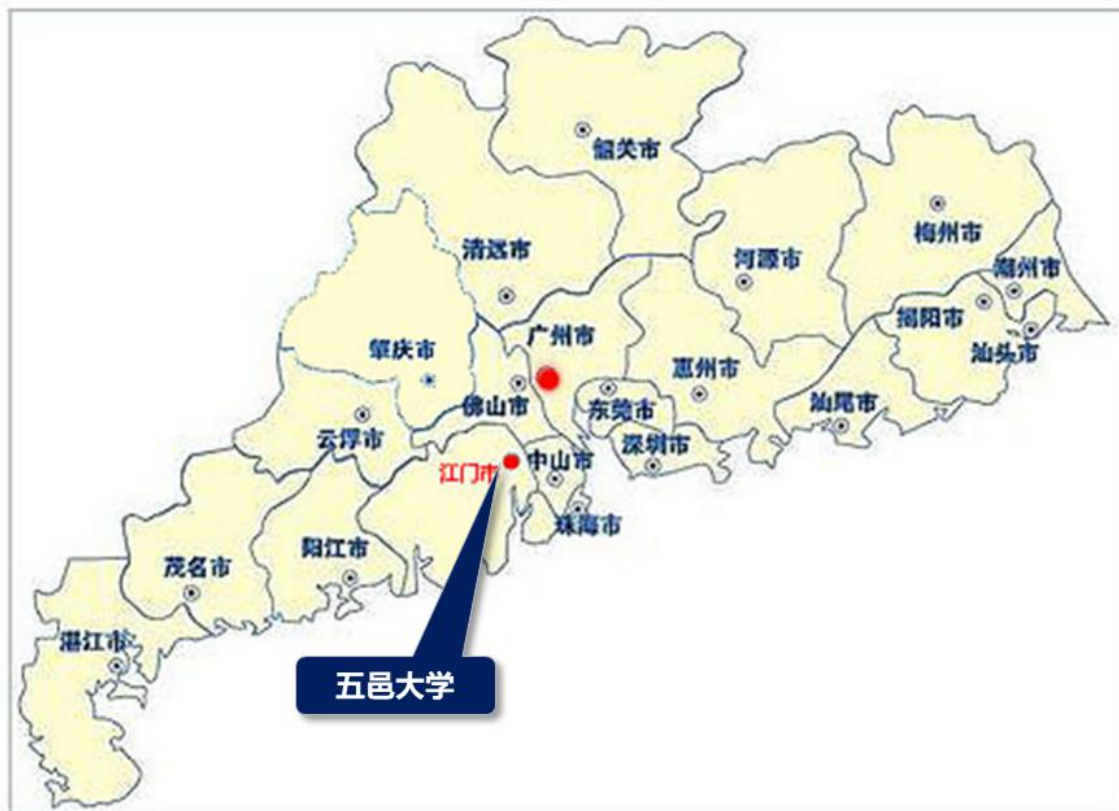 韶关市
梅州市
清远市
河源市
潮州市
揭阳市
广州市
肇庆市
汕头市
惠州市
佛山市
东莞市
汕尾市
云浮市
深圳市
中山市
江门市
珠海市
阳江市
茂名市
湛江市
五邑大学